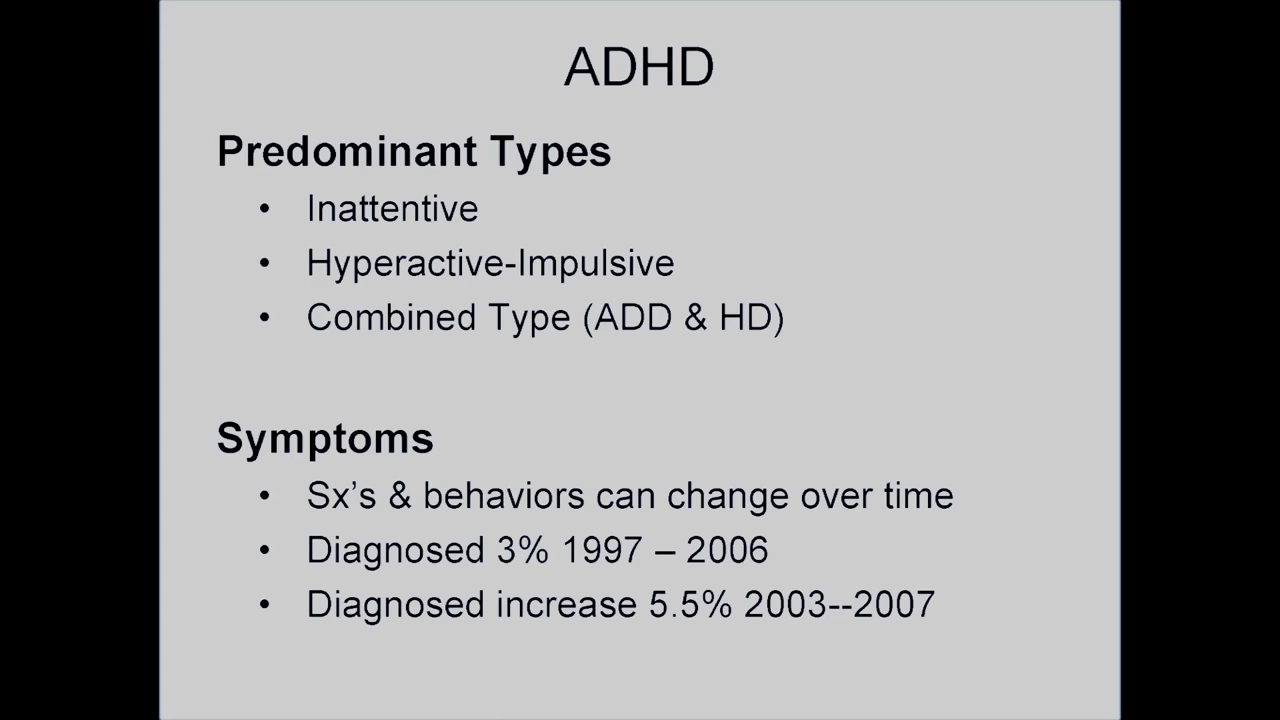 ADHD
Predominant Types
• Inattentive
• Hyperactive-Impulsive
• Combined Type (ADD & HD)
Symptoms
• Sx’s & behaviors can change over time
• Diagnosed 3% 1997 – 2006
• Diagnosed increase 5.5% 2003--2007